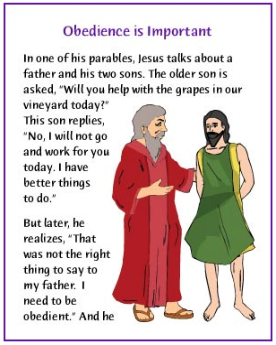 Obedience is Important
In one of his parables, Jesus talks about a
father and his two sons. The older son is
asked, “Will you help with the grapes in our
vineyard today?”
This son replies,
“No, I will not go
and work for you
today. I have
better things
to do.”
But later, he
realizes, “That
was not the right
thing to say to
my father. I
need to be
obedient.” And he